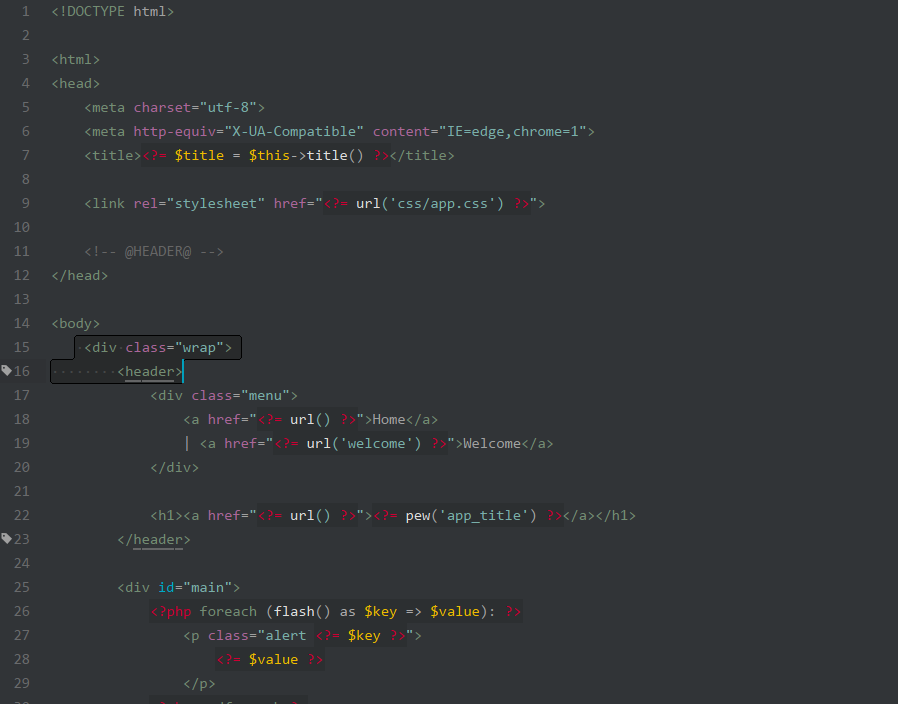 1 <!DOCTYPE html>
2
3 <html>
4 <head>
5 <meta charset="utf-8">
6 <meta http-equiv="X-UA-Compatible" content="IE=edge,chrome=1">
7 <title><?= $title = $this->title() ?></title>
8
9 <link rel="stylesheet" href="<?= url('css/app.css') ?>">
10
11 <!-- @HEADER@ -->
12 </head>
13
14 <body>
15 <div class="wrap">
16 <header>
17 <div class="menu">
18 <a href="<?= url() ?>">Home</a>
19 | <a href="<?= url('welcome') ?>">Welcome</a>
20 </div>
21
22 <h1><a href="<?= url() ?>"><?= pew('app_title') ?></a></h1>
23 </header>
24
25 <div id="main">
26 <?php foreach (flash() as $key => $value): ?>
27 <p class="alert <?= $key ?>">
28 <?= $value ?>
29 </p>